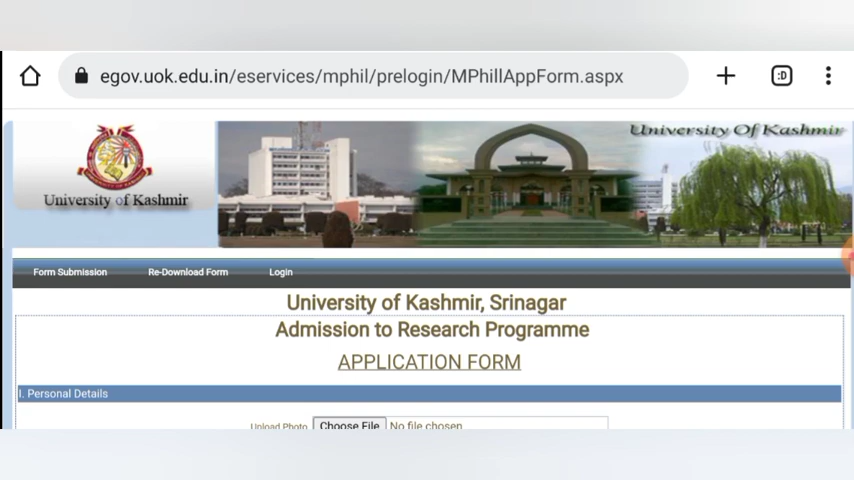 egov.uok.edu.in/eservices/mphil/prelogin/MPhillAppForm.aspx
:D
University Of Kashmir
University of Kashmir
Form Submission Re-Download Form Login
University of Kashmir, Srinagar
Admission to Research Programme
APPLICATION FORM
I. Personal Details
Upload Photo Choose File No file chosen